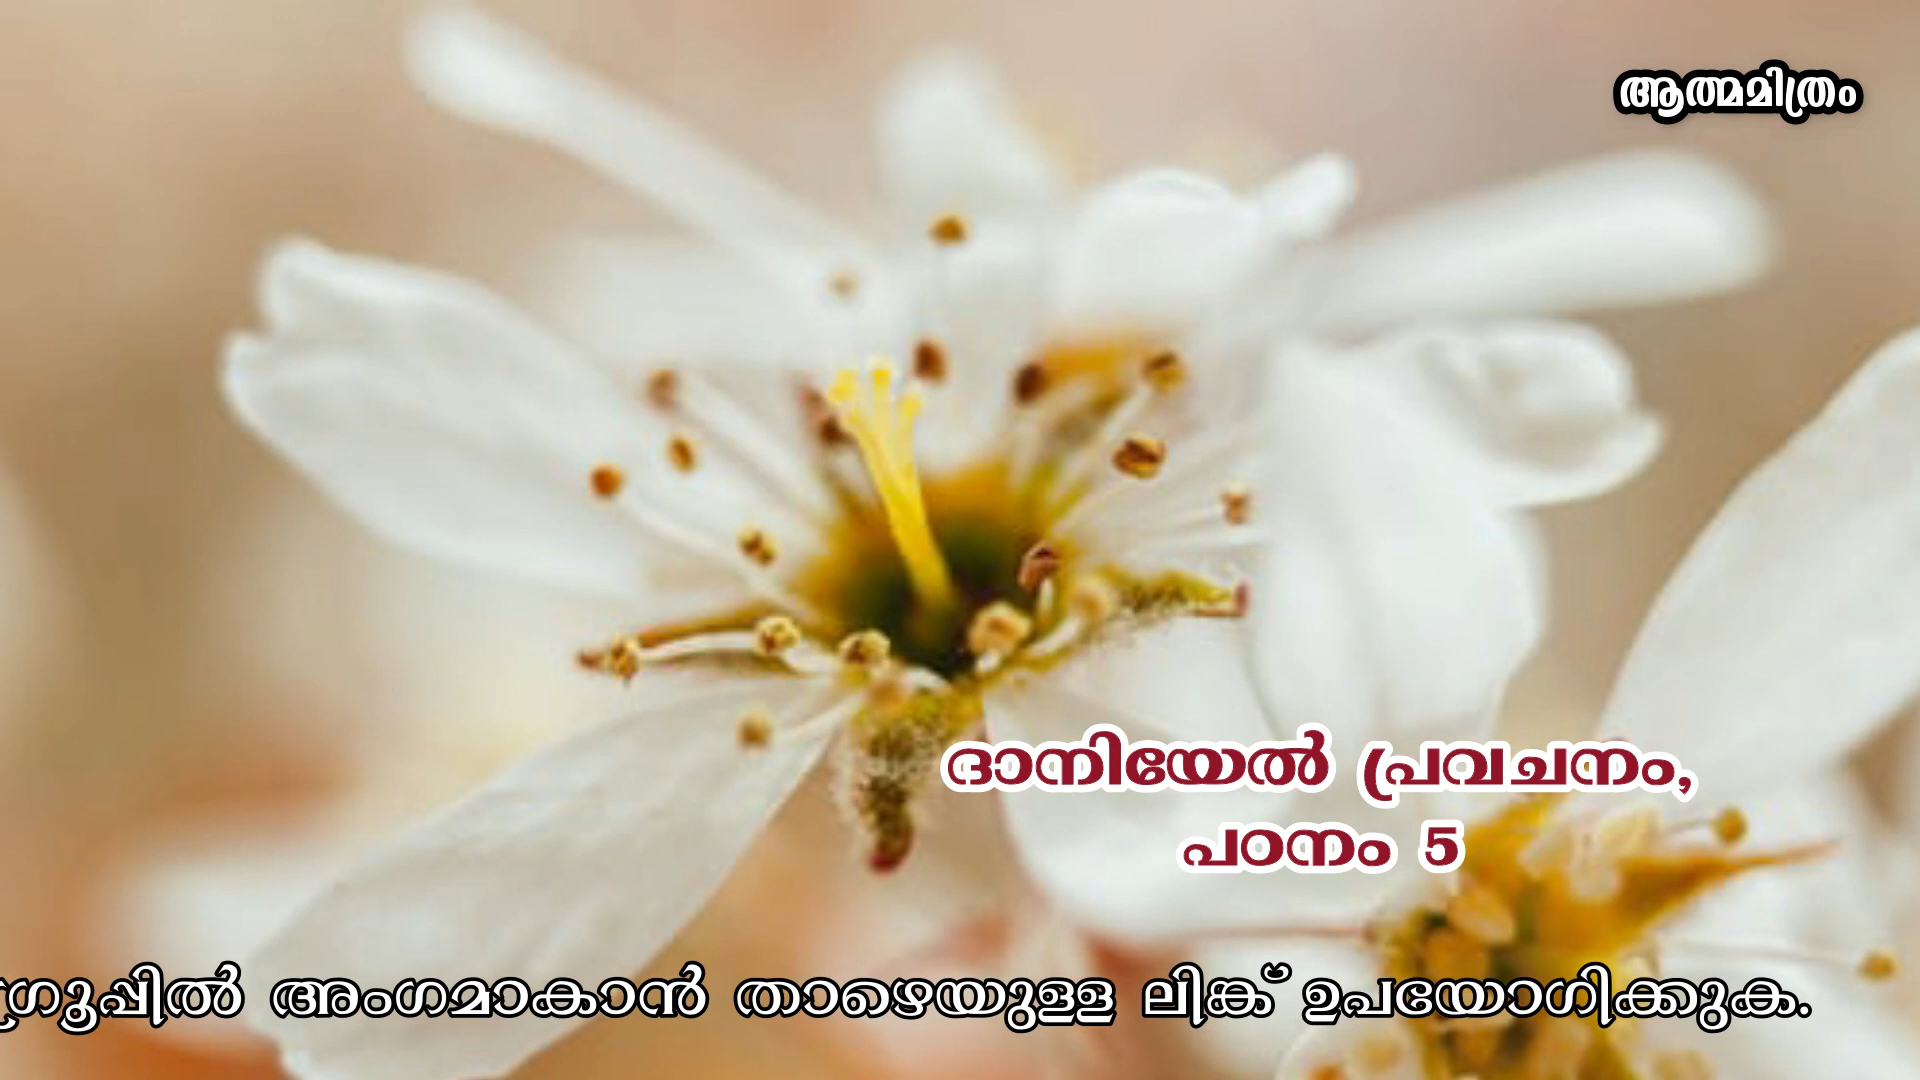 ആത്മമിത്രം
ദാനിയേൽ പ്രവചനം,
പഠനം 5
ഗ്രൂപ്പിൽ അംഗമാകാൻ താഴെയുള്ള ലിങ്ക് ഉപയോഗിക്കുക.